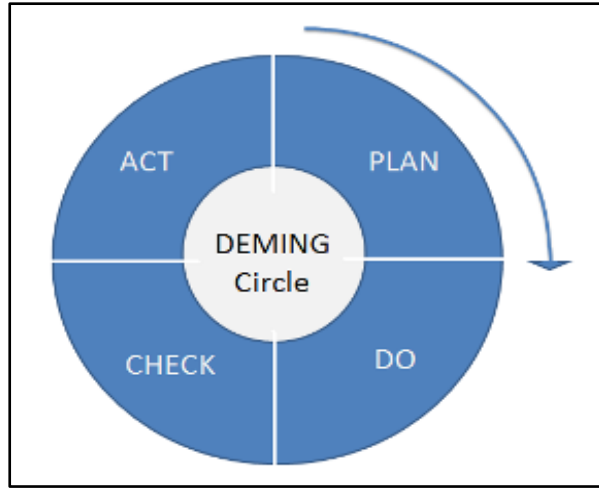 ACT
PLAN
DEMING
Circle
CHECK
DO